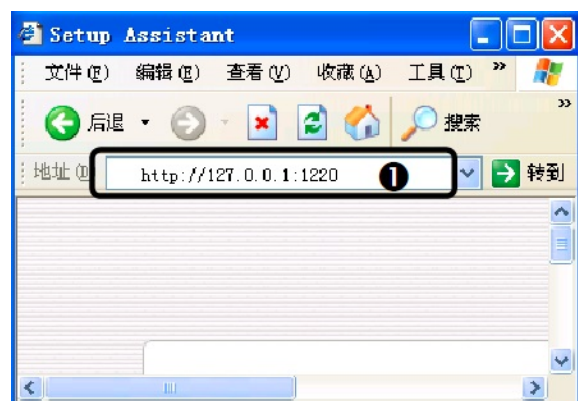 Setup Assistant
文件(F) 编辑(E) 查看(V) 收藏(A) 工具(T) »
后退 搜索 »
地址(D) http://127.0.0.1:1220 ❶ 转到